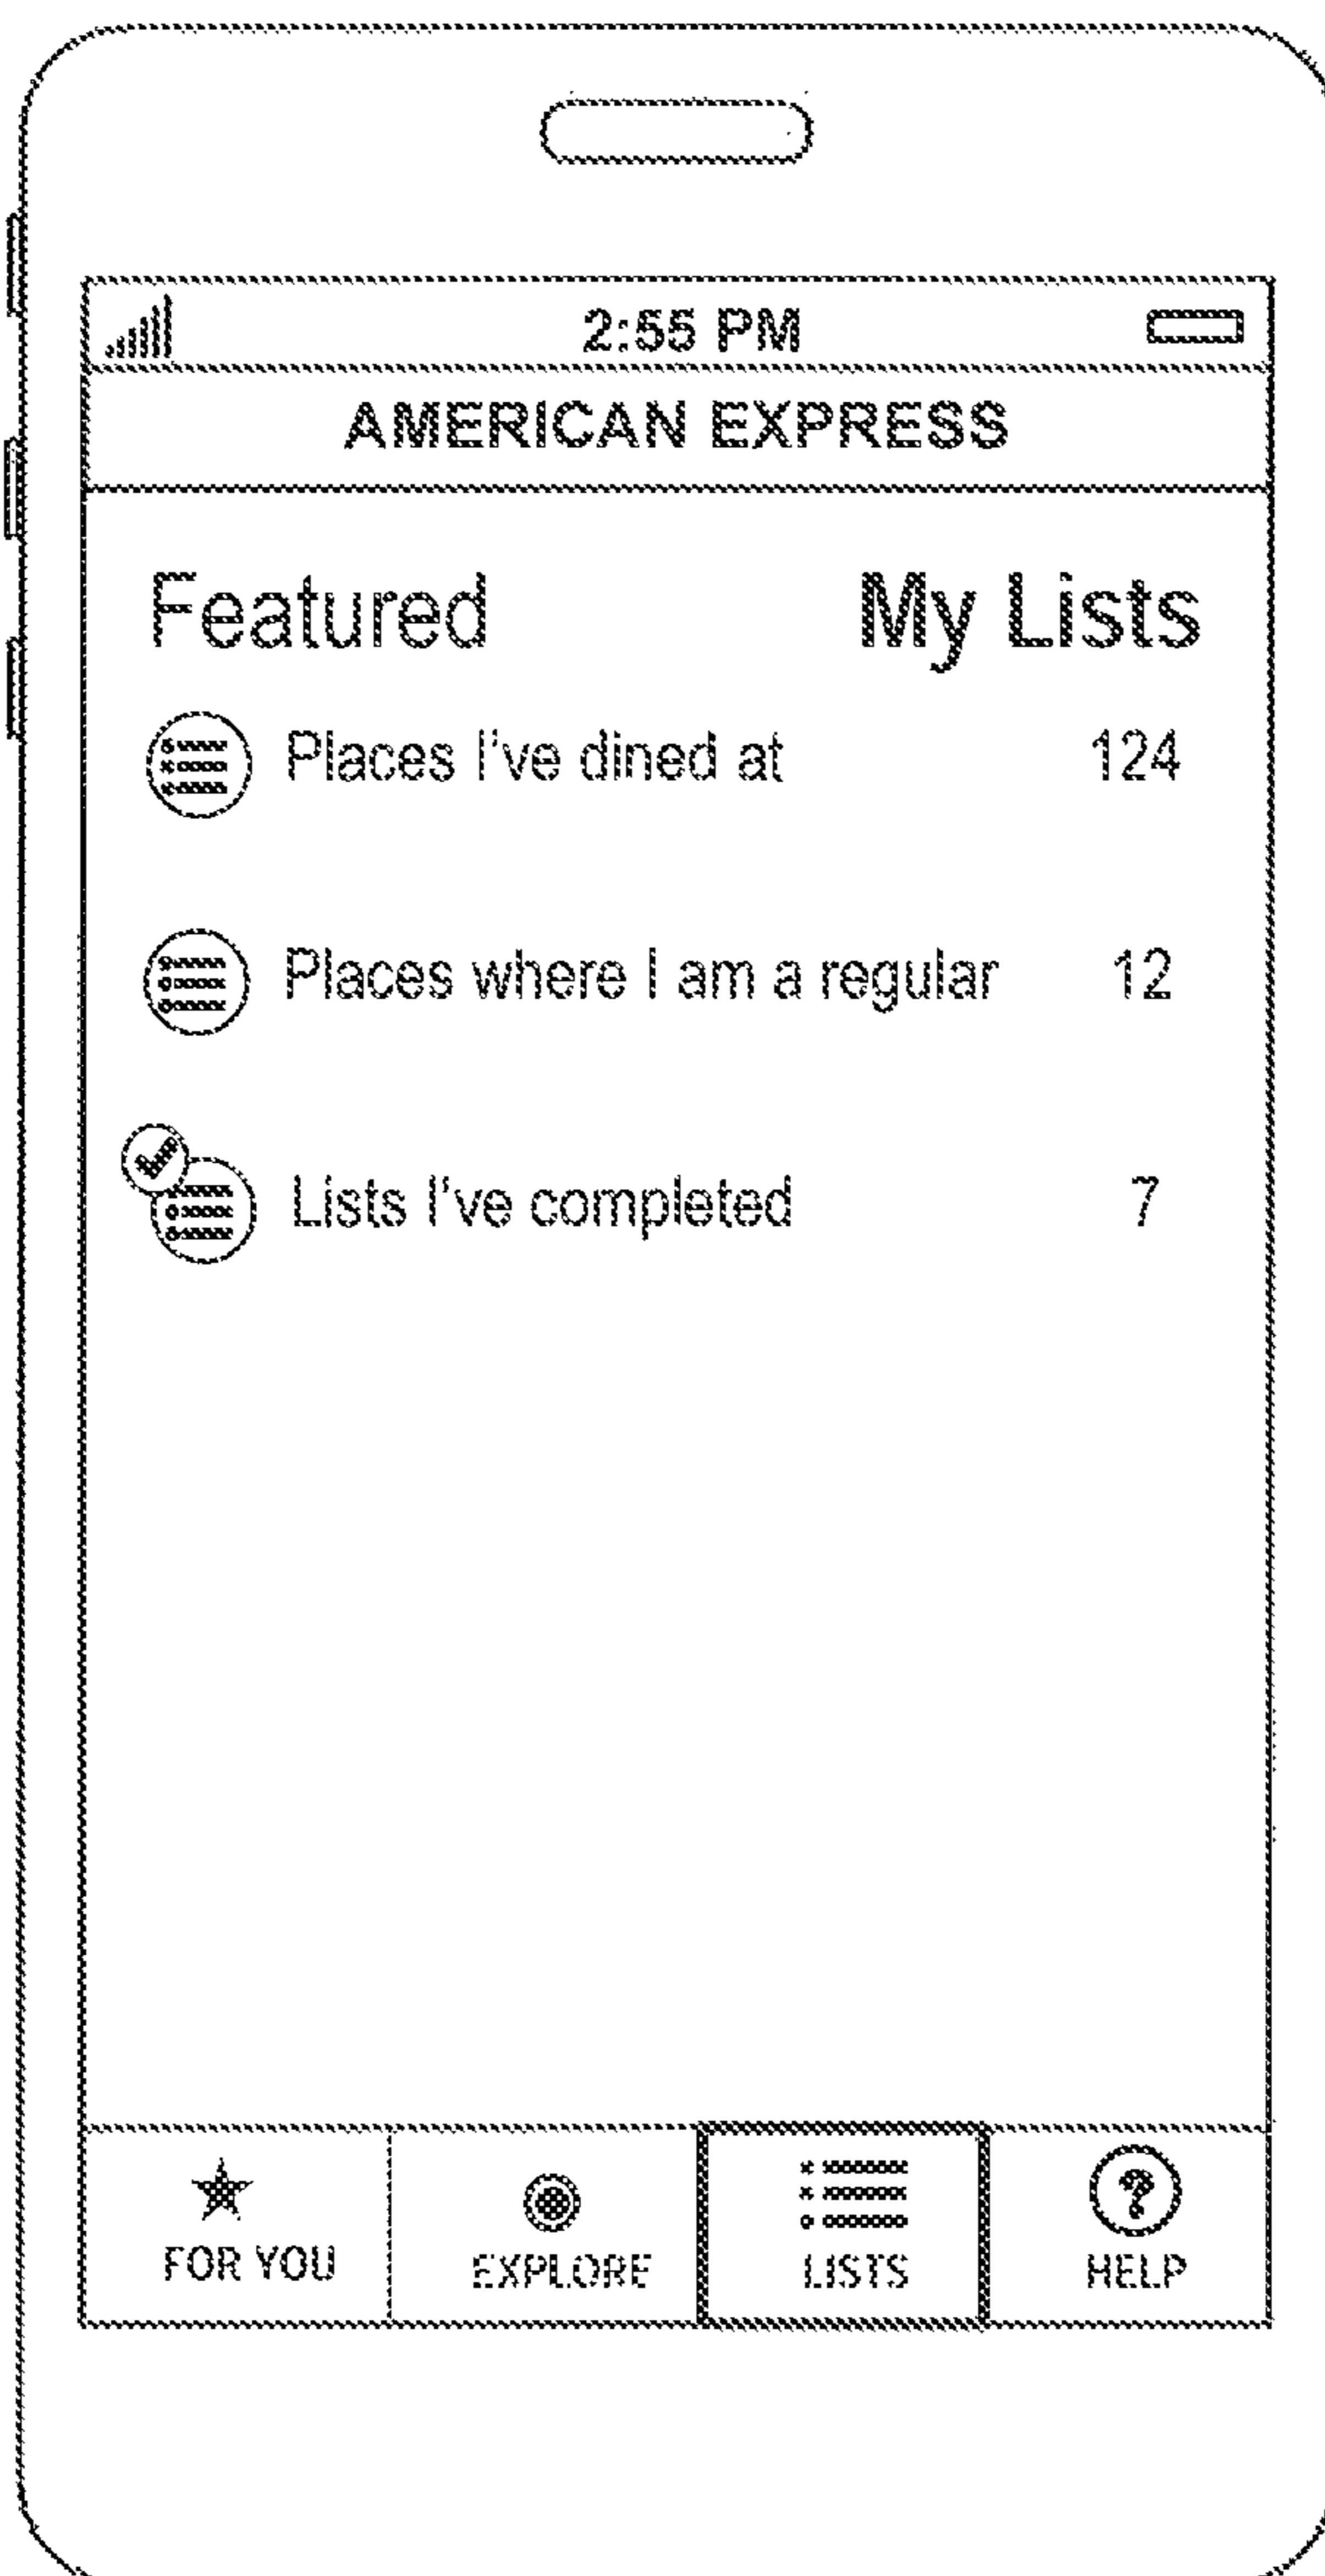 2:55 PM
AMERICAN EXPRESS
Featured My Lists
Places I've dined at 124
Places where I am a regular 12
Lists I've completed 7
FOR YOU EXPLORE LISTS HELP